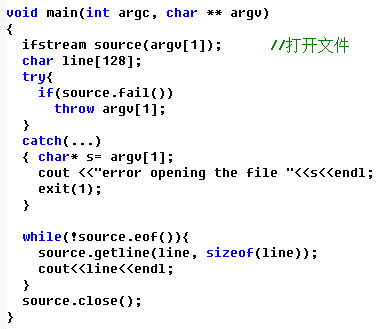 void main(int argc, char ** argv)
{
  ifstream source(argv[1]);      //打开文件
  char line[128];
  try{
    if(source.fail())
      throw argv[1];
  }
  catch(...)
  { char* s= argv[1];
    cout <<"error opening the file "<<s<<endl;
    exit(1);
  }

  while(!source.eof()){
    source.getline(line, sizeof(line));
    cout<<line<<endl;
  }
  source.close();
}